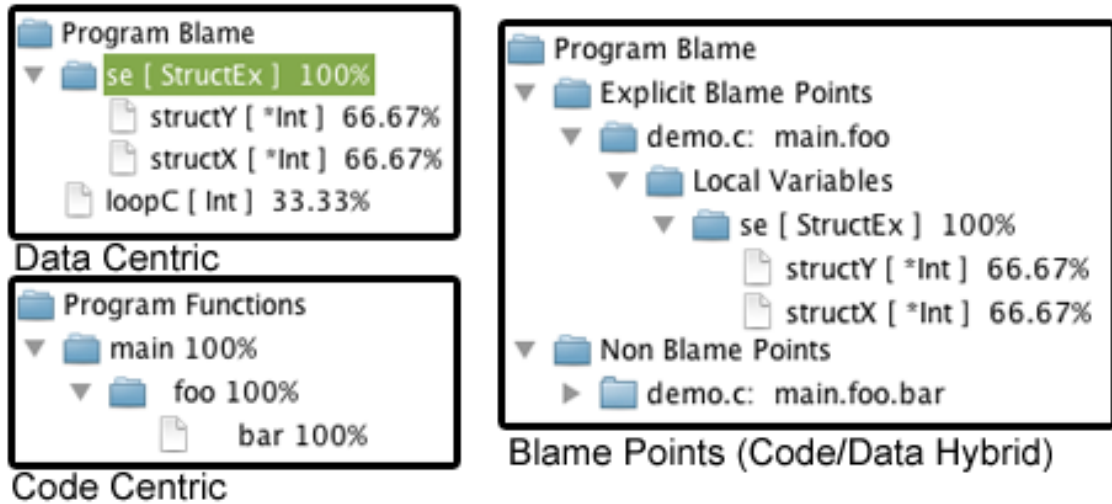 Program Blame
se [ StructEx ] 100%
structY [ *Int ] 66.67%
structX [ *Int ] 66.67%
loopC [ Int ] 33.33%
Data Centric
Program Functions
main 100%
foo 100%
bar 100%
Code Centric
Program Blame
Explicit Blame Points
demo.c: main.foo
Local Variables
se [ StructEx ] 100%
structY [ *Int ] 66.67%
structX [ *Int ] 66.67%
Non Blame Points
demo.c: main.foo.bar
Blame Points (Code/Data Hybrid)